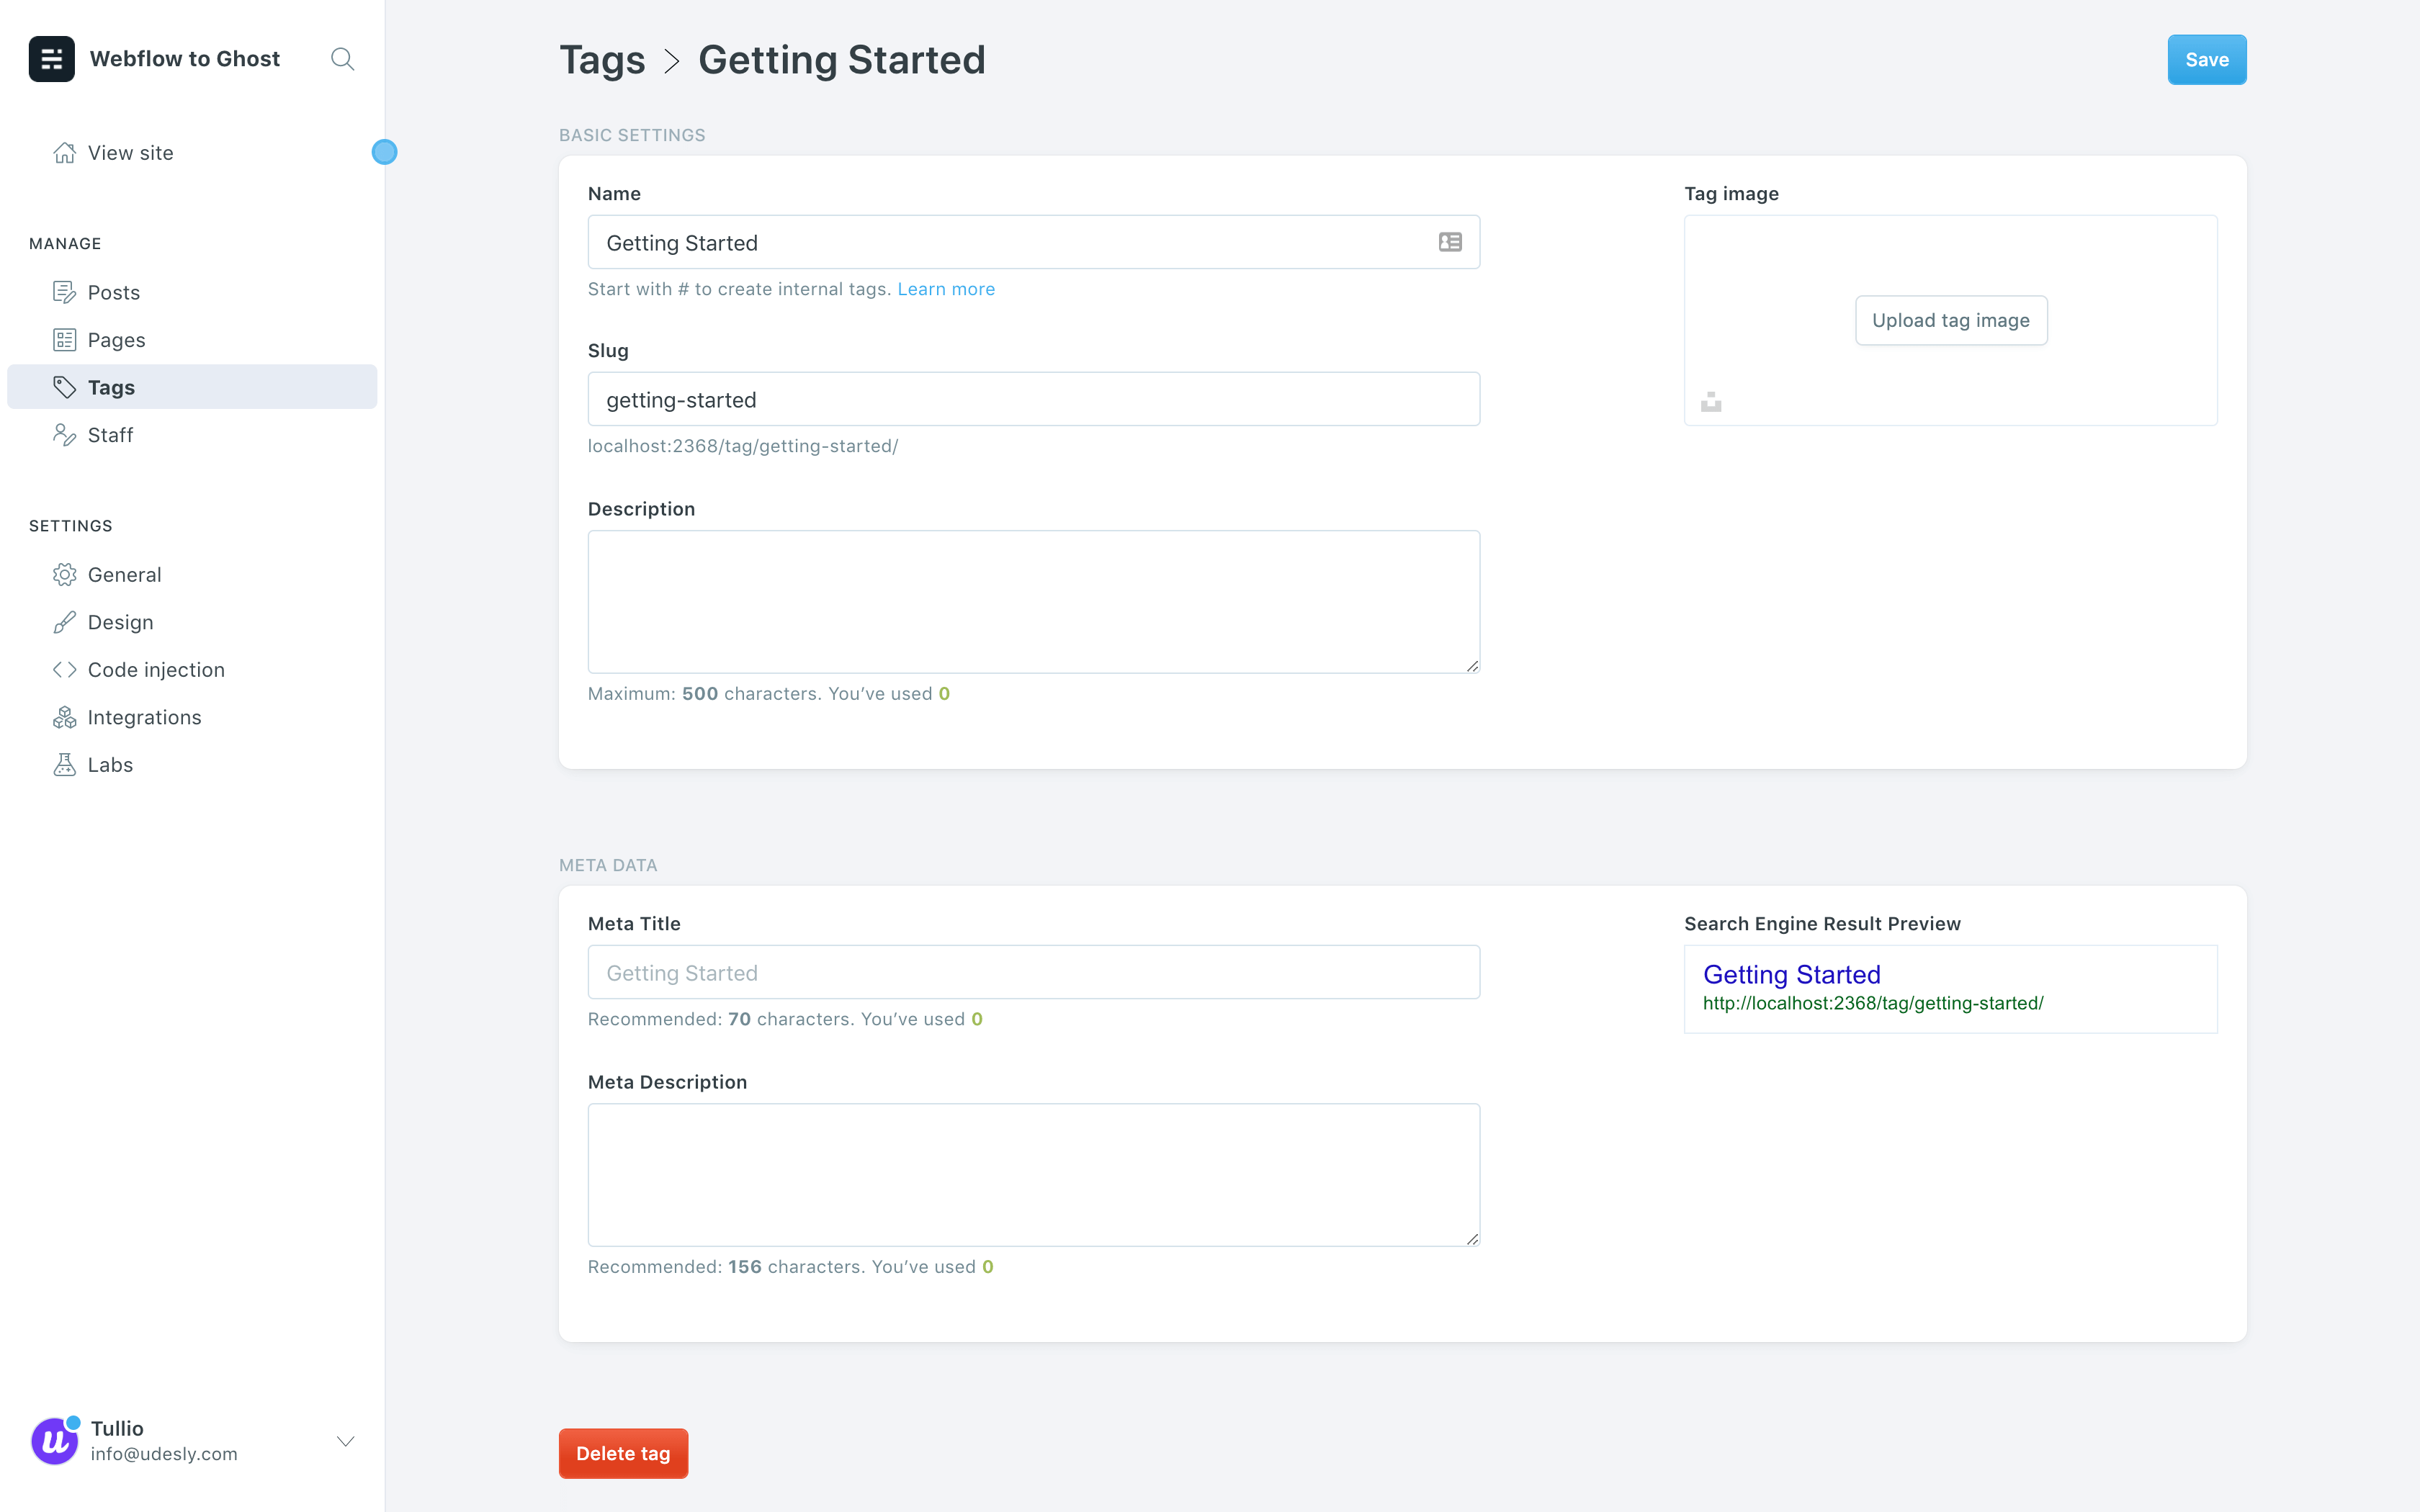 Webflow to Ghost
View site
MANAGE
Posts
Pages
Tags
Staff
SETTINGS
General
Design
Code injection
Integrations
Labs
Tullio
info@udesly.com
Tags > Getting Started
Save
BASIC SETTINGS
Name
Getting Started
Start with # to create internal tags. Learn more
Slug
getting-started
localhost:2368/tag/getting-started/
Description
Maximum: 500 characters. You’ve used 0
Tag image
Upload tag image
META DATA
Meta Title
Getting Started
Recommended: 70 characters. You’ve used 0
Meta Description
Recommended: 156 characters. You’ve used 0
Search Engine Result Preview
Getting Started
http://localhost:2368/tag/getting-started/
Delete tag